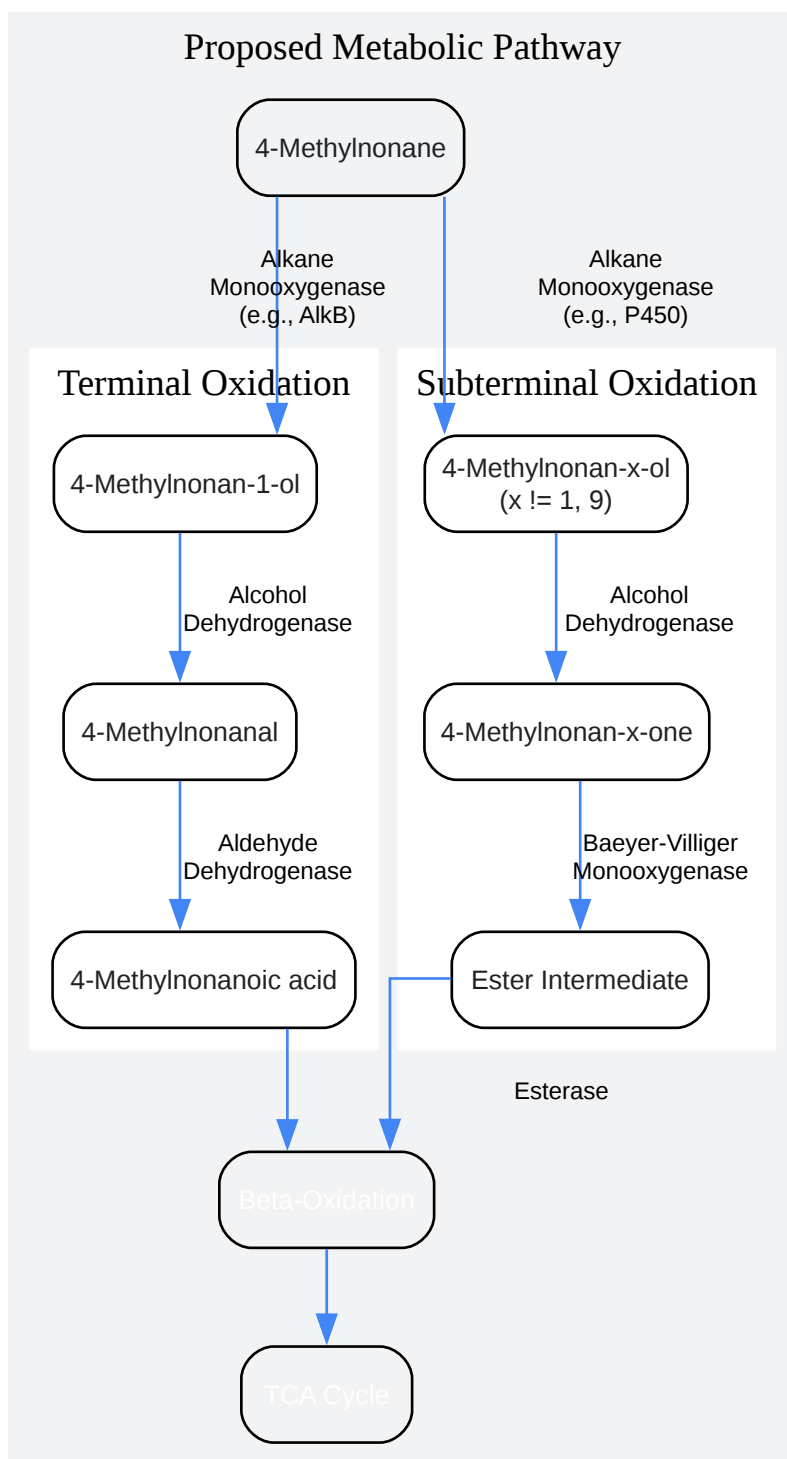 Proposed Metabolic Pathway
4-Methylnonane
Alkane
Monooxygenase
(e.g., AlkB)
Alkane
Monooxygenase
(e.g., P450)
Terminal Oxidation
Subterminal Oxidation
4-Methylnonan-1-ol
4-Methylnonan-x-ol
(x != 1, 9)
Alcohol
Dehydrogenase
Alcohol
Dehydrogenase
4-Methylnonanal
4-Methylnonan-x-one
Aldehyde
Dehydrogenase
Baeyer-Villiger
Monooxygenase
4-Methylnonanoic acid
Ester Intermediate
Esterase
Beta-Oxidation
TCA Cycle